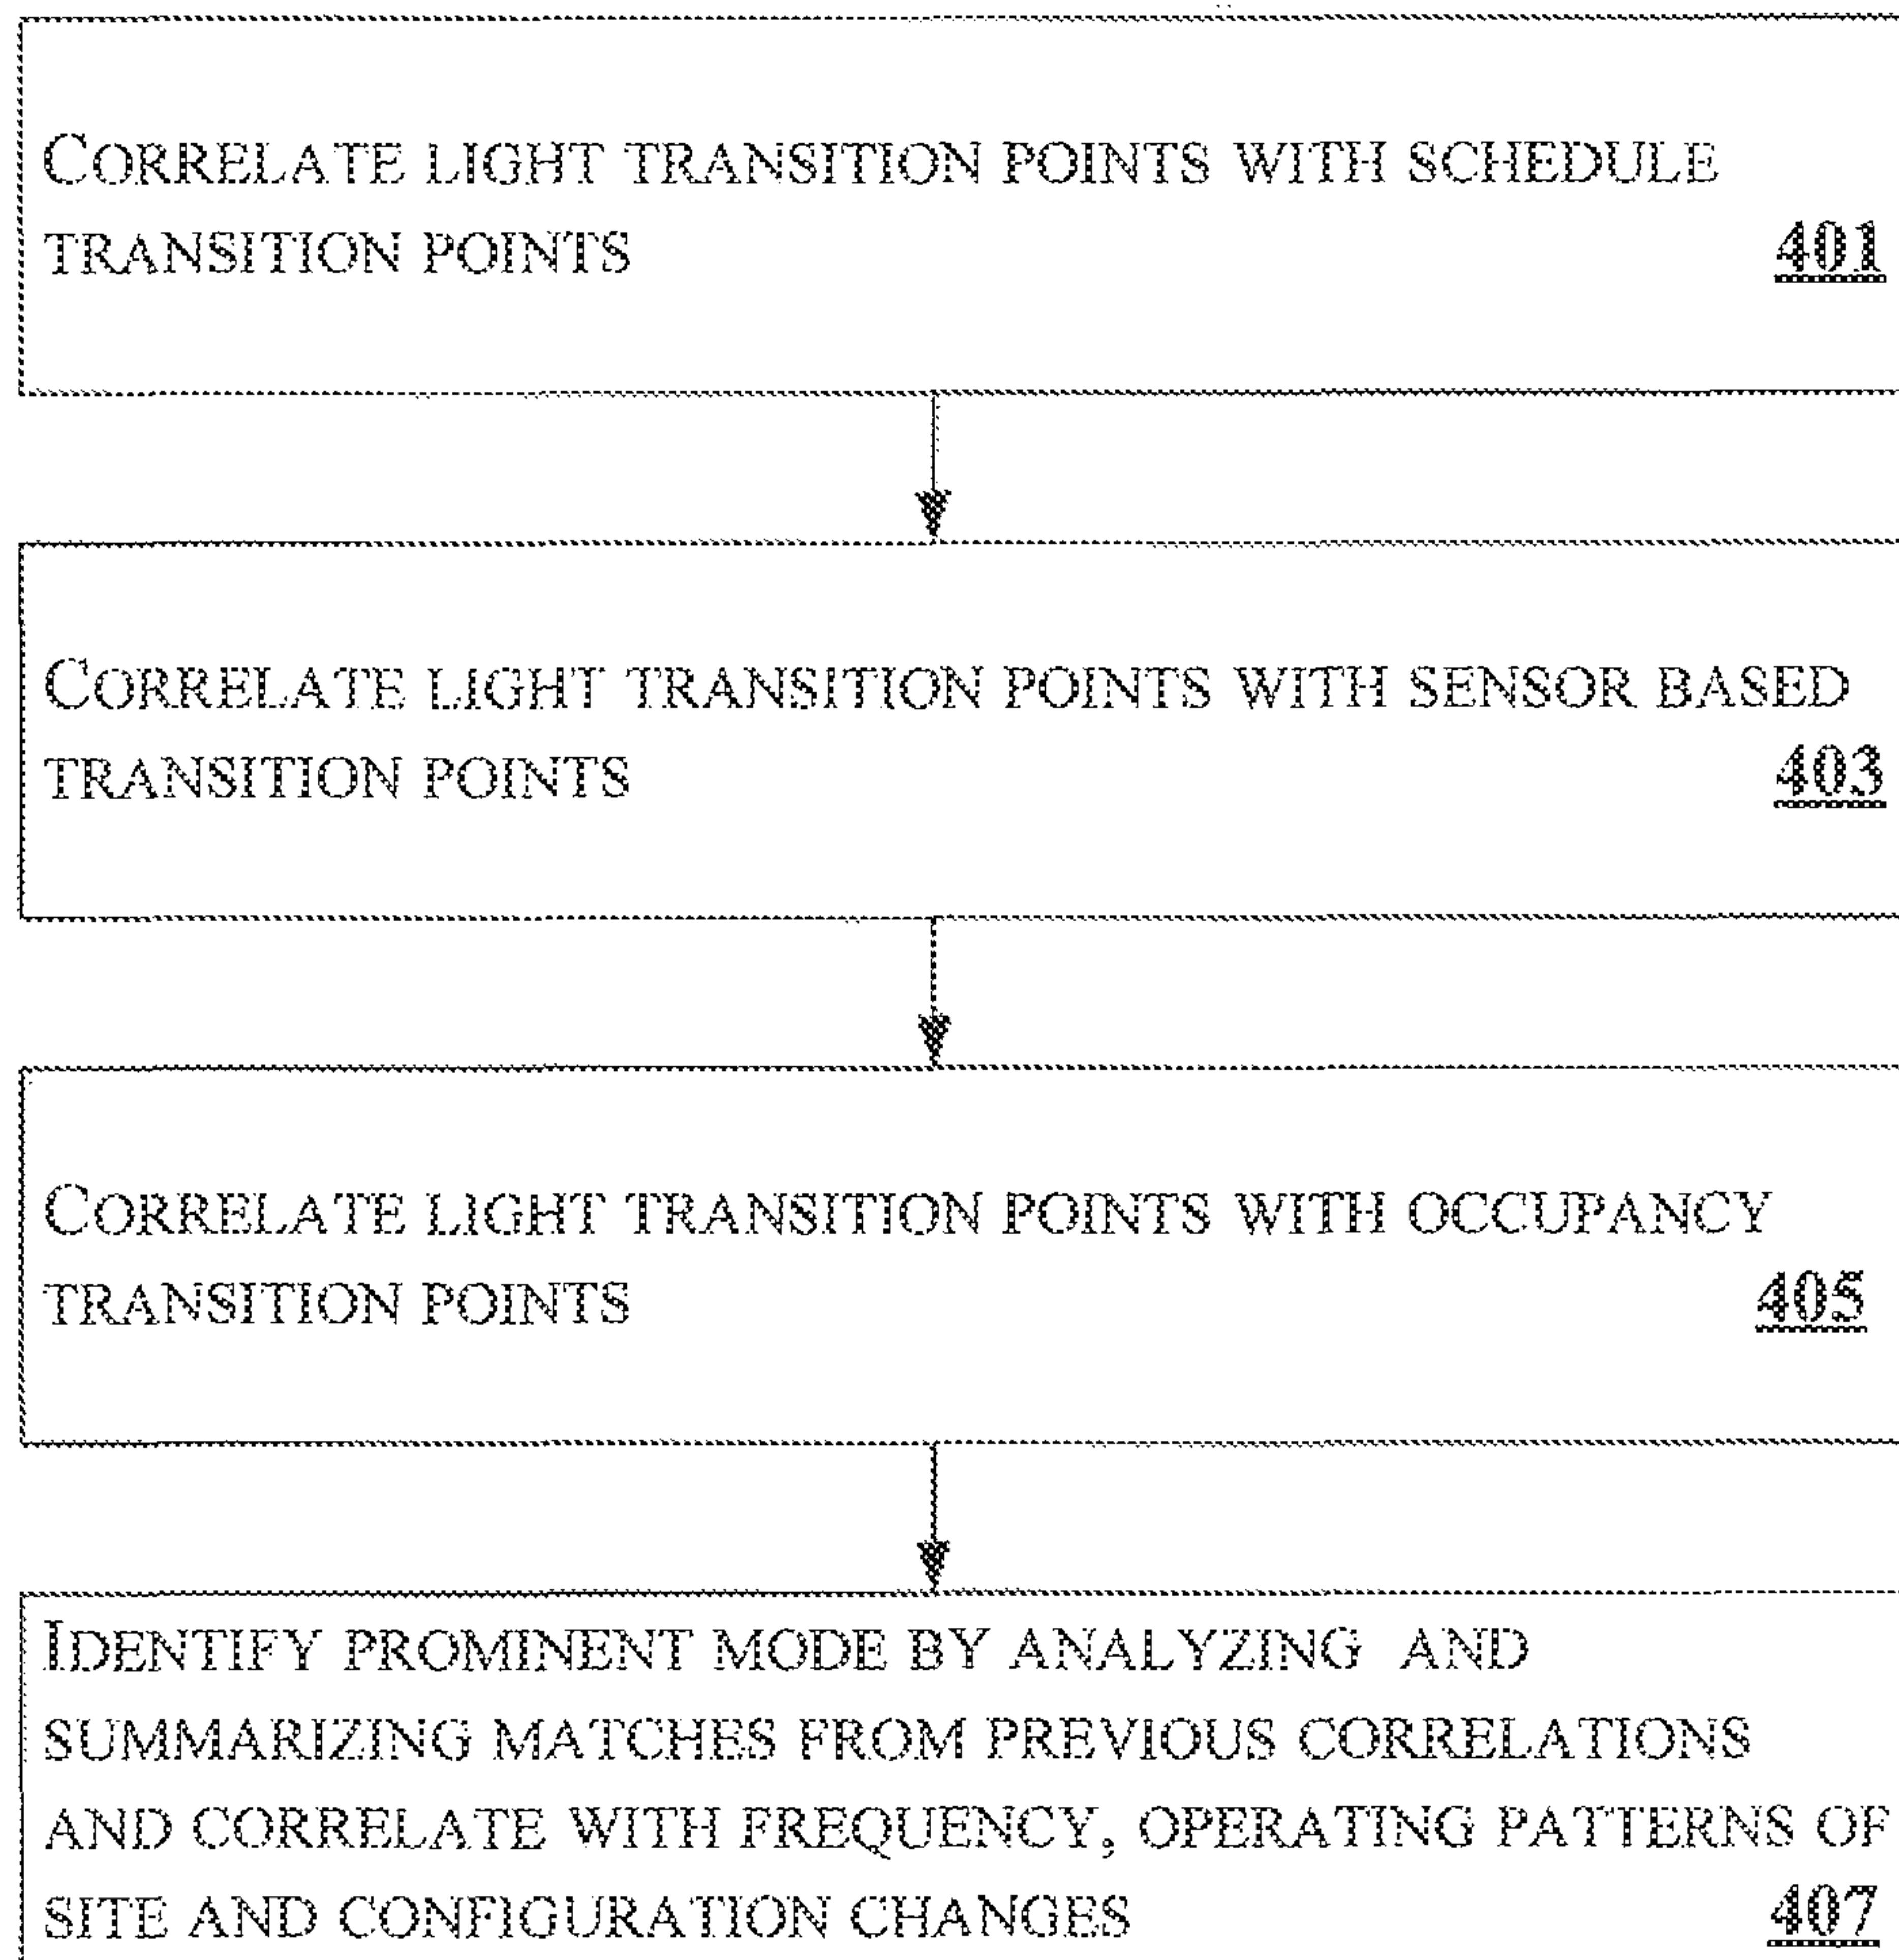 CORRELATE LIGHT TRANSITION POINTS WITH SCHEDULE
TRANSITION POINTS 401
CORRELATE LIGHT TRANSITION POINTS WITH SENSOR BASED
TRANSITION POINTS 403
CORRELATE LIGHT TRANSITION POINTS WITH OCCUPANCY
TRANSITION POINTS 405
IDENTIFY PROMINENT MODE BY ANALYZING AND
SUMMARIZING MATCHES FROM PREVIOUS CORRELATIONS
AND CORRELATE WITH FREQUENCY, OPERATING PATTERNS OF
SITE AND CONFIGURATION CHANGES 407